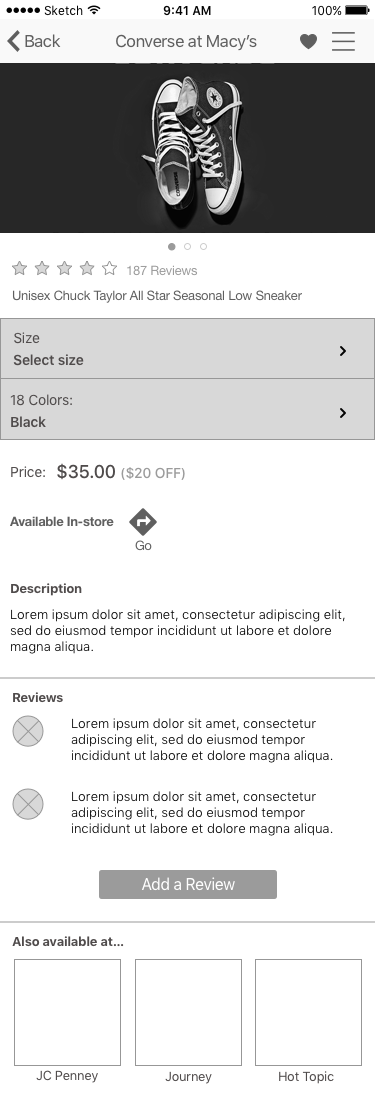 Sketch 9:41 AM 100%
Back Converse at Macy's
187 Reviews
Unisex Chuck Taylor All Star Seasonal Low Sneaker
Size
Select size
18 Colors:
Black
Price: $35.00 ($20 OFF)
Available In-store
Go
Description
Lorem ipsum dolor sit amet, consectetur adipiscing elit,
sed do eiusmod tempor incididunt ut labore et dolore
magna aliqua.
Reviews
Lorem ipsum dolor sit amet, consectetur
adipiscing elit, sed do eiusmod tempor
incididunt ut labore et dolore magna aliqua.
Lorem ipsum dolor sit amet, consectetur
adipiscing elit, sed do eiusmod tempor
incididunt ut labore et dolore magna aliqua.
Add a Review
Also available at...
JC Penney Journey Hot Topic